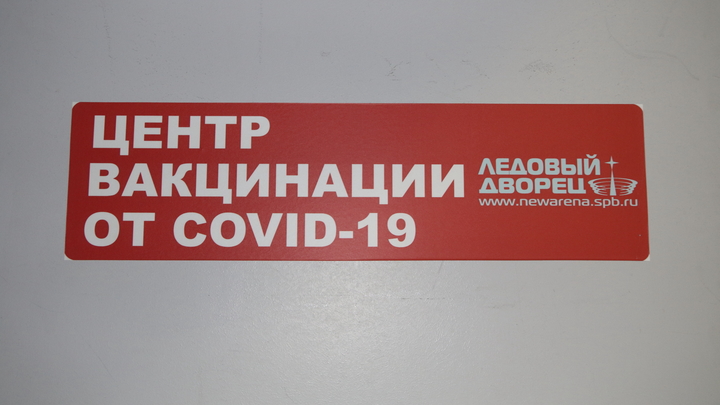 ЦЕНТР
ВАКЦИНАЦИИ
ОТ COVID-19
ЛЕДОВЫЙ
ДВОРЕЦ
www.newarena.spb.ru